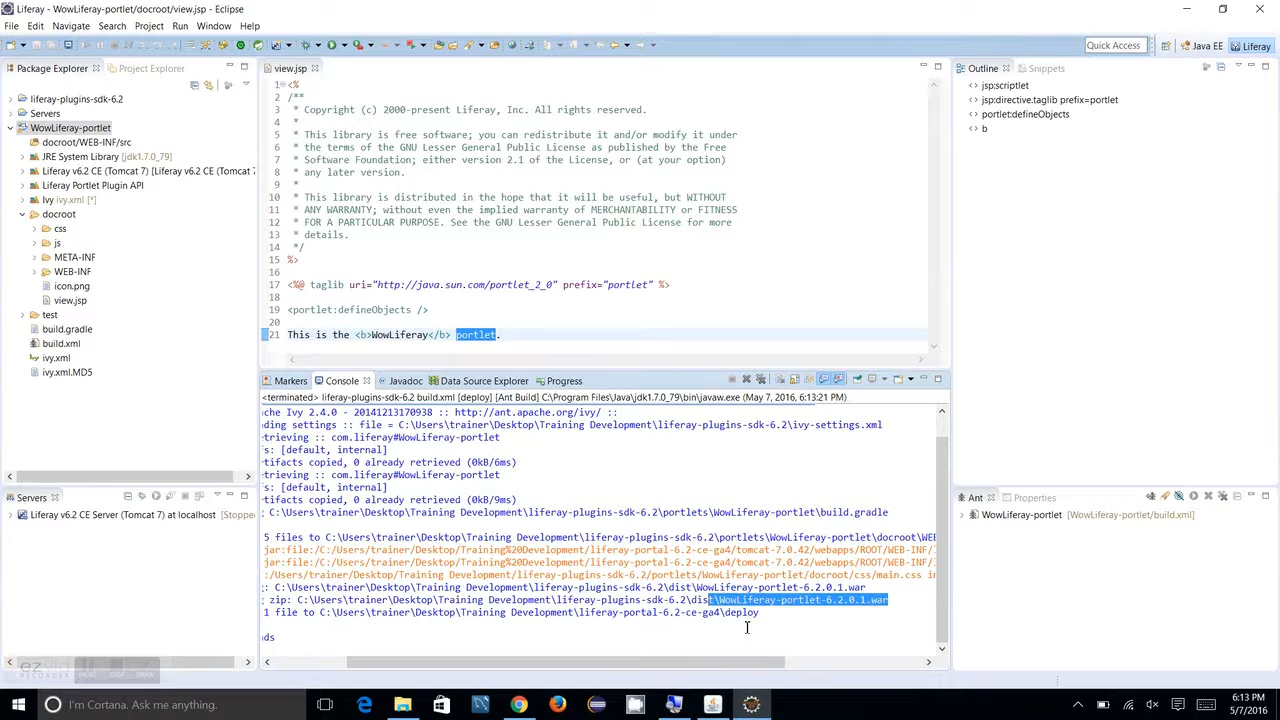 Liferay - WowLiferay-portlet/docroot/view.jsp - Eclipse
File Edit Navigate Search Project Run Window Help
Quick Access Java EE Liferay
Package Explorer Project Explorer
liferay-plugins-sdk-6.2
Servers
WowLiferay-portlet
docroot/WEB-INF/src
JRE System Library [jdk1.7.0_79]
Liferay v6.2 CE (Tomcat 7) [Liferay v6.2 CE (Tomcat 7
Liferay Portlet Plugin API
Ivy ivy.xml [*]
docroot
css
js
META-INF
WEB-INF
icon.png
view.jsp
test
build.gradle
build.xml
ivy.xml
ivy.xml.MD5
view.jsp
1 <%
2 /**
3 * Copyright (c) 2000-present Liferay, Inc. All rights reserved.
4 *
5 * This library is free software; you can redistribute it and/or modify it under
6 * the terms of the GNU Lesser General Public License as published by the Free
7 * Software Foundation; either version 2.1 of the License, or (at your option)
8 * any later version.
9 *
10 * This library is distributed in the hope that it will be useful, but WITHOUT
11 * ANY WARRANTY; without even the implied warranty of MERCHANTABILITY or FITNESS
12 * FOR A PARTICULAR PURPOSE. See the GNU Lesser General Public License for more
13 * details.
14 */
15 %>
16
17 <%@ taglib uri="http://java.sun.com/portlet_2_0" prefix="portlet" %>
18
19 <portlet:defineObjects />
20
21 This is the <b>WowLiferay</b> portlet.
Outline Snippets
jsp:scriptlet
jsp:directive.taglib prefix=portlet
portlet:defineObjects
b
Markers Console Javadoc Data Source Explorer Progress
<terminated> liferay-plugins-sdk-6.2 build.xml [deploy] [Ant Build] C:\Program Files\Java\jdk1.7.0_79\bin\javaw.exe (May 7, 2016, 6:13:21 PM)
ache Ivy 2.4.0 - 20141213170938 :: http://ant.apache.org/ivy/ ::
ading settings :: file = C:\Users\trainer\Desktop\Training Development\liferay-plugins-sdk-6.2\ivy-settings.xml
etrieving :: com.liferay#WowLiferay-portlet
fs: [default, internal]
rtifacts copied, 0 already retrieved (0kB/6ms)
etrieving :: com.liferay#WowLiferay-portlet
fs: [default, internal]
rtifacts copied, 0 already retrieved (0kB/9ms)
: C:\Users\trainer\Desktop\Training Development\liferay-plugins-sdk-6.2\portlets\WowLiferay-portlet\build.gradle
5 files to C:\Users\trainer\Desktop\Training Development\liferay-plugins-sdk-6.2\portlets\WowLiferay-portlet\docroot\WEB
jar:file:/C:/Users/trainer/Desktop/Training%20Development/liferay-portal-6.2-ce-ga4/tomcat-7.0.42/webapps/ROOT/WEB-INF/
jar:file:/C:/Users/trainer/Desktop/Training%20Development/liferay-portal-6.2-ce-ga4/tomcat-7.0.42/webapps/ROOT/WEB-INF/
:/Users/trainer/Desktop/Training Development/liferay-plugins-sdk-6.2/portlets/WowLiferay-portlet/docroot/css/main.css in
: C:\Users\trainer\Desktop\Training Development\liferay-plugins-sdk-6.2\dist\WowLiferay-portlet-6.2.0.1.war
zip: C:\Users\trainer\Desktop\Training Development\liferay-plugins-sdk-6.2\dist\WowLiferay-portlet-6.2.0.1.war
1 file to C:\Users\trainer\Desktop\Training Development\liferay-portal-6.2-ce-ga4\deploy
nds
Servers
Liferay v6.2 CE Server (Tomcat 7) at localhost [Stopped
Ant Properties
WowLiferay-portlet [WowLiferay-portlet/build.xml]
ezvid
RECORDER
I'm Cortana. Ask me anything.
6:13 PM
5/7/2016